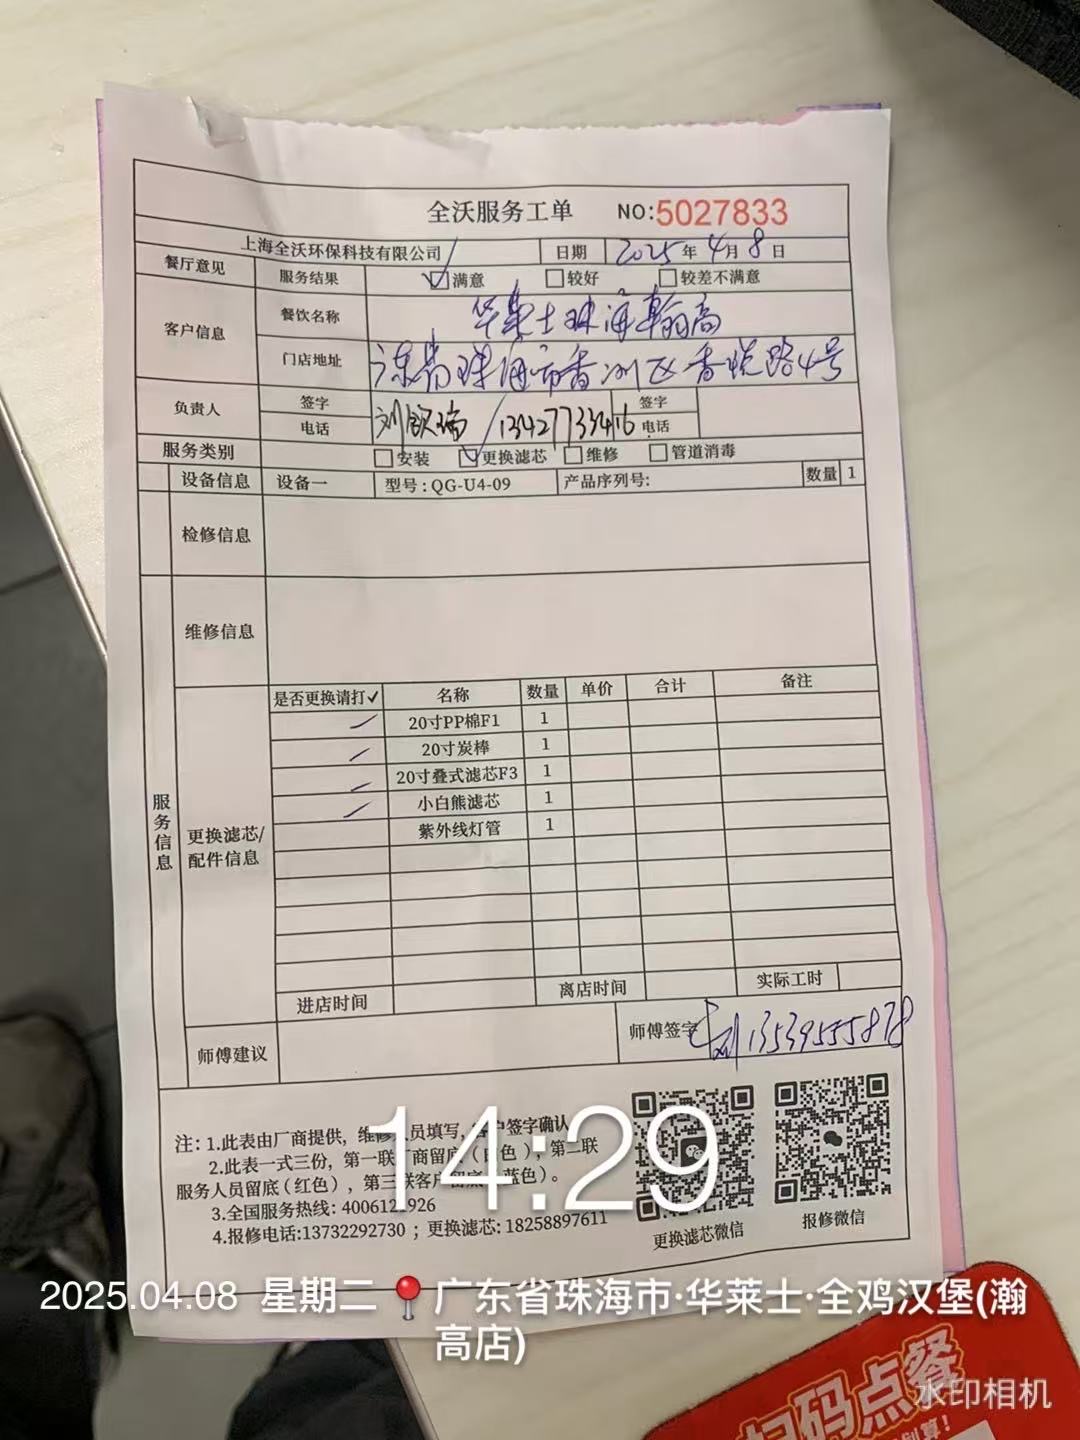 全沃服务工单 NO:5027833
上海全沃环保科技有限公司 日期 2025年4月8日
餐厅意见 服务结果 满意 较好 较差不满意
客户信息 餐饮名称 华莱士珠海瀚高
门店地址 广东省珠海市香洲区香悦路4号
负责人 签字 签字
电话 13427733416 电话
服务类别 安装 更换滤芯 维修 管道消毒
设备信息 设备一 型号:QG-U4-09 产品序列号: 数量 1
检修信息
维修信息
服务信息
更换滤芯/
配件信息
是否更换请打✓ 名称 数量 单价 合计 备注
20寸PP棉F1 1
20寸炭棒 1
20寸叠式滤芯F3 1
小白熊滤芯 1
紫外线灯管 1
进店时间 离店时间 实际工时
师傅建议 师傅签字 13539555878
注: 1.此表由厂商提供, 维修人员填写, 客户签字确认
2.此表一式三份, 第一联厂商留底(白色), 第二联
服务人员留底(红色), 第三联客户留底(蓝色)。
3.全国服务热线: 4006121926
4.报修电话:13732292730 ; 更换滤芯: 18258897611
更换滤芯微信 报修微信
14:29
2025.04.08 星期二 广东省珠海市·华莱士·全鸡汉堡(瀚
高店)
扫码点餐
划算!
水印相机